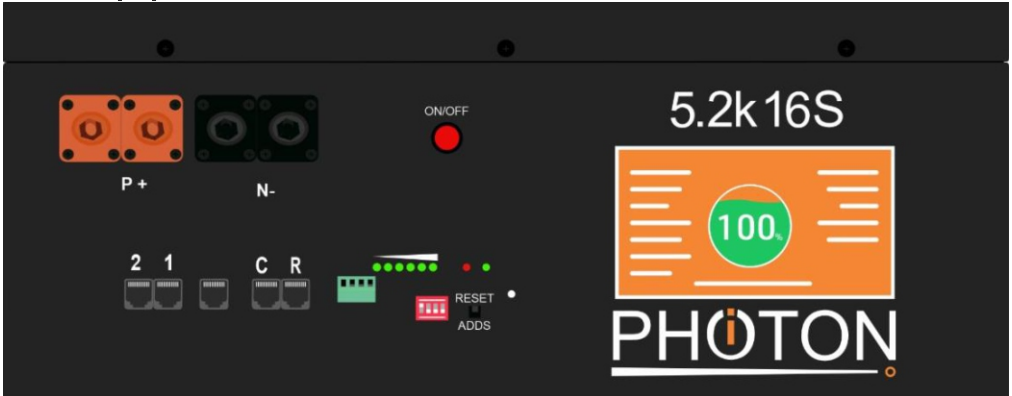 ON/OFF
5.2k 16S
P +
N-
100%
2 1
C R
RESET
ADDS
PHOTON